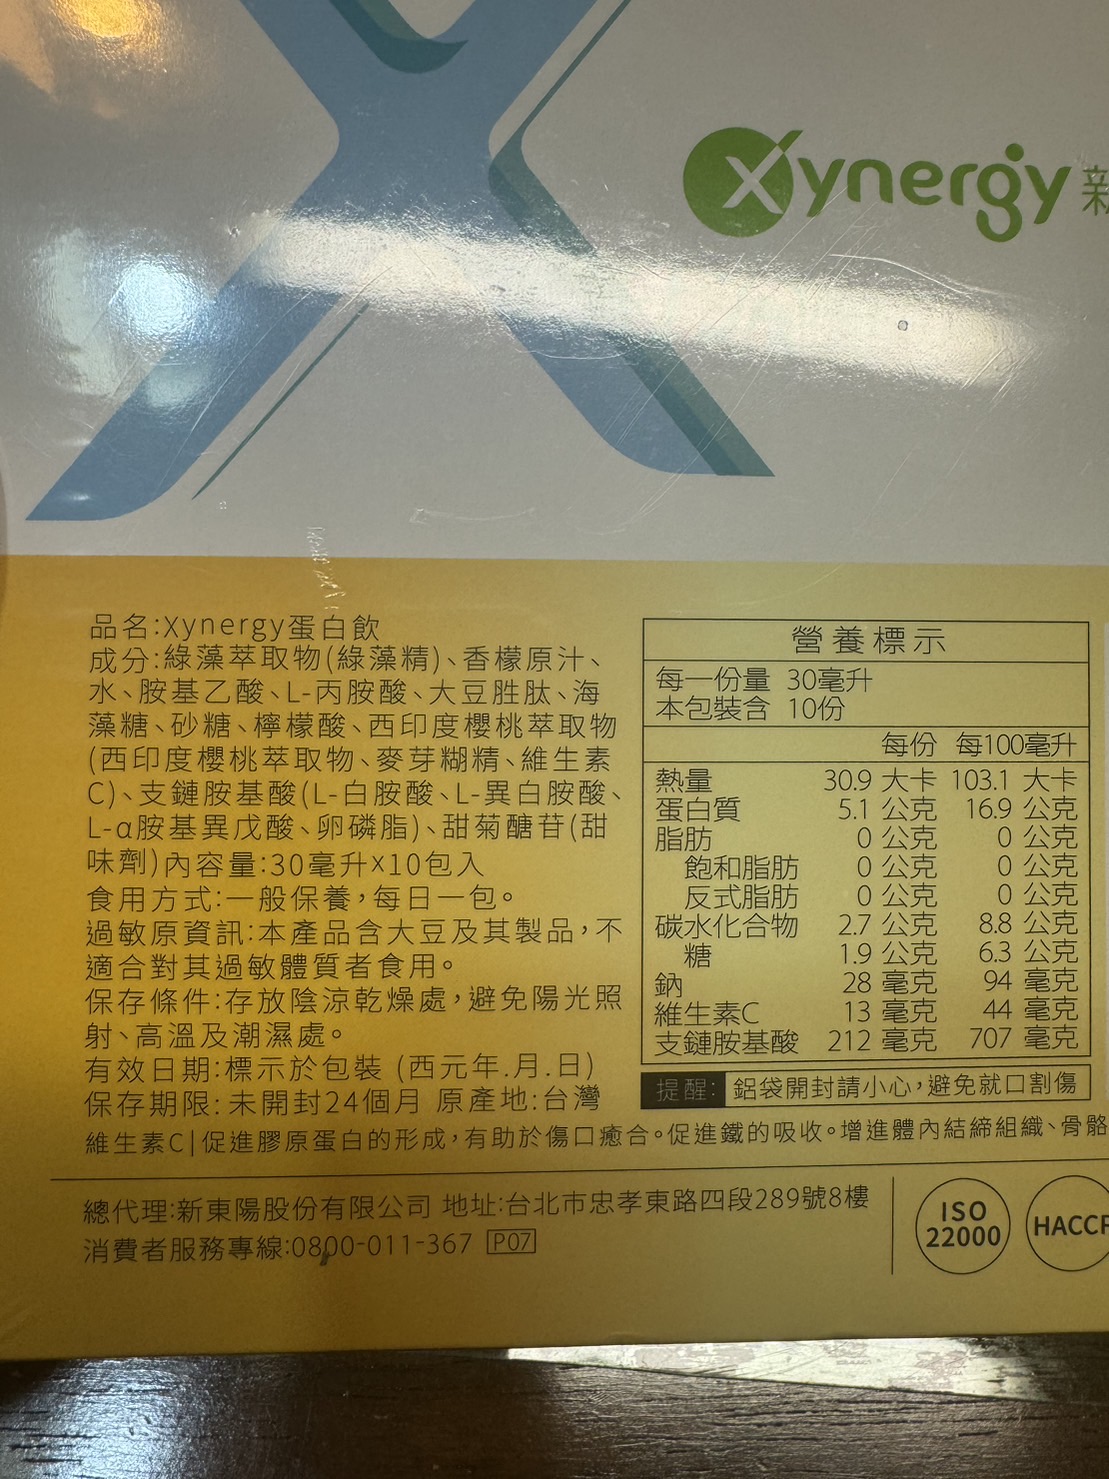 Xynergy
品名:Xynergy蛋白飲
成分:綠藻萃取物(綠藻精)、香檬原汁、
水、胺基乙酸、L-丙胺酸、大豆胜肽、海
藻糖、砂糖、檸檬酸、西印度櫻桃萃取物
(西印度櫻桃萃取物、麥芽糊精、維生素
C)、支鏈胺基酸(L-白胺酸、L-異白胺酸、
L-α胺基異戊酸、卵磷脂)、甜菊醣苷(甜
味劑)內容量:30毫升x10包入
食用方式:一般保養,每日一包。
過敏原資訊:本產品含大豆及其製品,不
適合對其過敏體質者食用。
保存條件:存放陰涼乾燥處,避免陽光照
射、高溫及潮濕處。
有效日期:標示於包裝 (西元年.月.日)
保存期限: 未開封24個月 原產地:台灣
營養標示
每一份量 30毫升
本包裝含 10份
每份 每100毫升
熱量 30.9 大卡 103.1 大卡
蛋白質 5.1 公克 16.9 公克
脂肪 0 公克 0 公克
飽和脂肪 0 公克 0 公克
反式脂肪 0 公克 0 公克
碳水化合物 2.7 公克 8.8 公克
糖 1.9 公克 6.3 公克
鈉 28 毫克 94 毫克
維生素C 13 毫克 44 毫克
支鏈胺基酸 212 毫克 707 毫克
提醒: 鋁袋開封請小心,避免就口割傷
維生素C|促進膠原蛋白的形成,有助於傷口癒合。促進鐵的吸收。增進體內結締組織、骨骼
總代理:新東陽股份有限公司 地址:台北市忠孝東路四段289號8樓
消費者服務專線:0800-011-367 P07
ISO
22000
HACCP